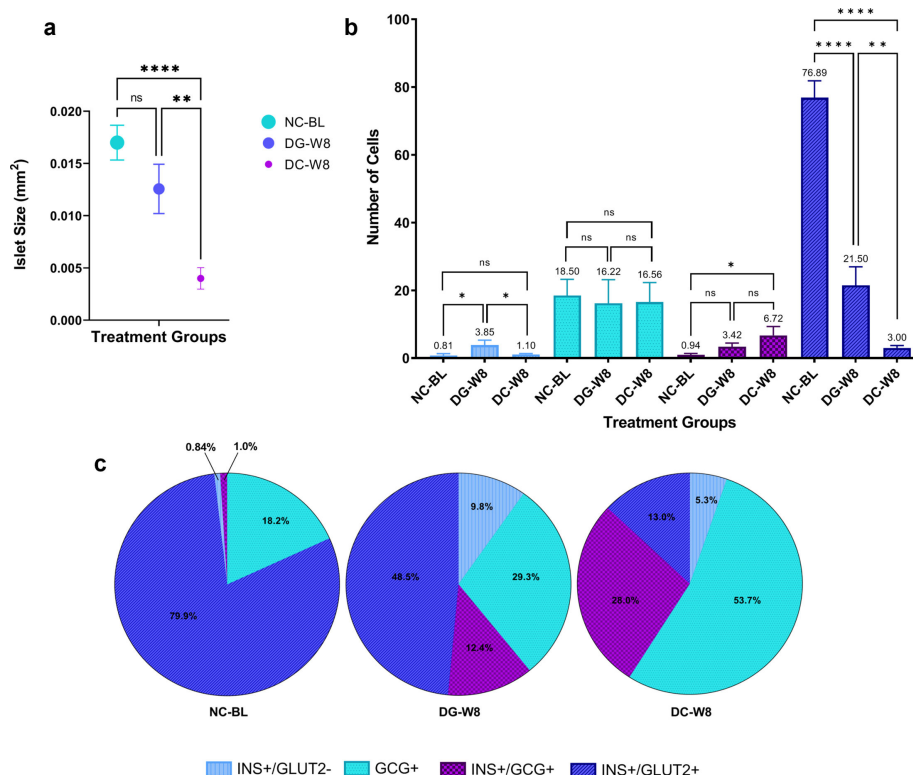 a
b
****
ns
**
NC-BL
DG-W8
DC-W8
0.020
0.015
0.010
0.005
0.000
Islet Size (mm²)
Treatment Groups
100
80
60
40
20
0
Number of Cells
ns
*
*
0.81
3.85
1.10
ns
ns
ns
18.50
16.22
16.56
*
ns
ns
0.94
3.42
6.72
****
****
**
76.89
21.50
3.00
NC-BL DG-W8 DC-W8 NC-BL DG-W8 DC-W8 NC-BL DG-W8 DC-W8 NC-BL DG-W8 DC-W8
Treatment Groups
c
0.84%
1.0%
18.2%
79.9%
NC-BL
9.8%
29.3%
12.4%
48.5%
DG-W8
5.3%
53.7%
28.0%
13.0%
DC-W8
INS+/GLUT2- GCG+ INS+/GCG+ INS+/GLUT2+